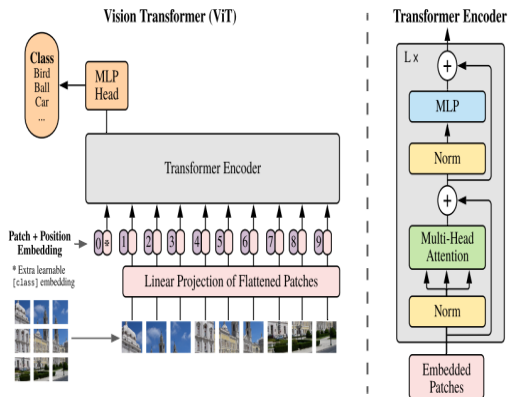 Vision Transformer (ViT)
Class
Bird
Ball
Car
...
MLP
Head
Transformer Encoder
Patch + Position
Embedding
0 * 1 2 3 4 5 6 7 8 9
* Extra learnable
[class] embedding
Linear Projection of Flattened Patches
Transformer Encoder
L x
+
MLP
Norm
+
Multi-Head
Attention
Norm
Embedded
Patches